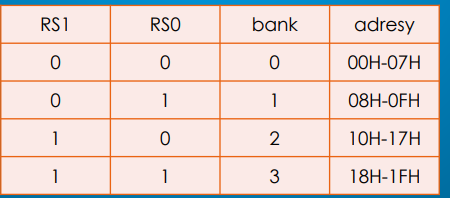 RS1 RS0 bank adresy
0 0 0 00H-07H
0 1 1 08H-0FH
1 0 2 10H-17H
1 1 3 18H-1FH